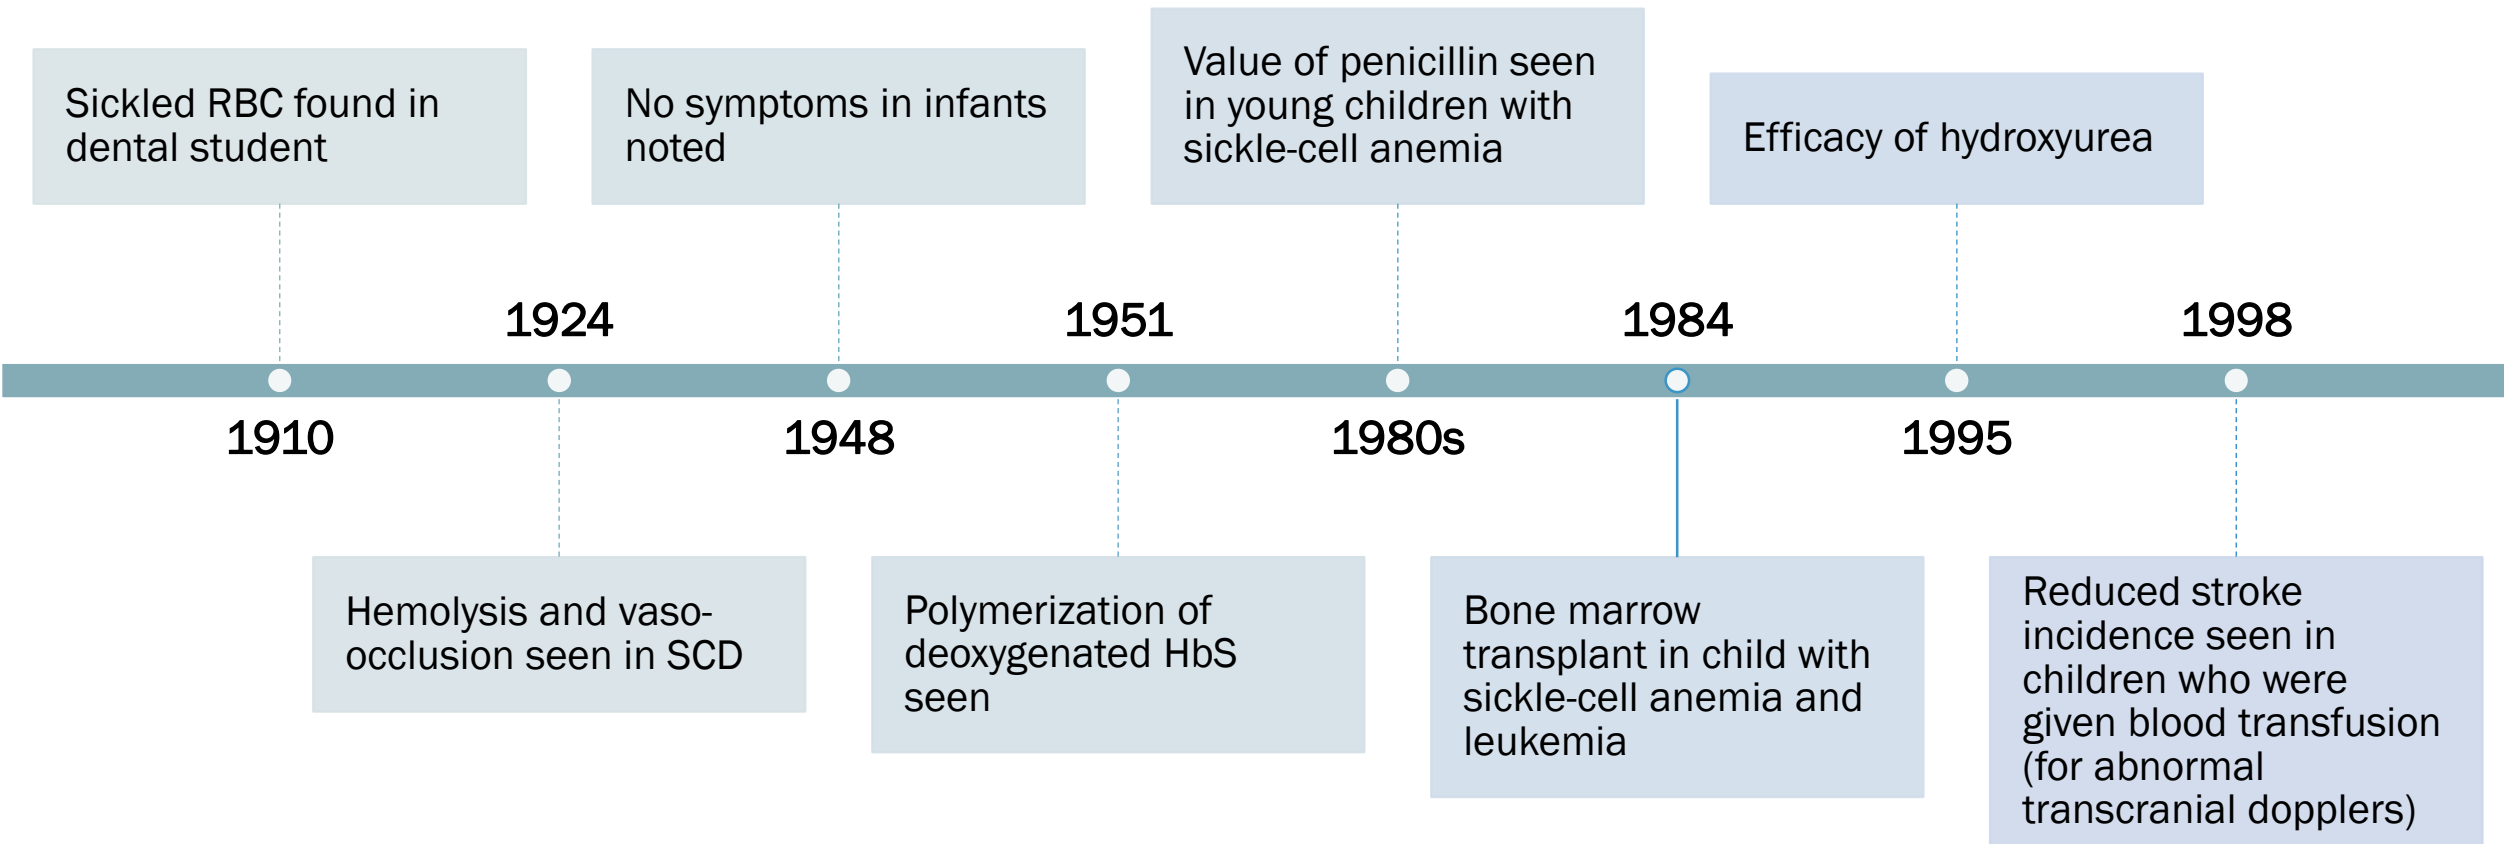 Sickled RBC found in
dental student
1910
1924
Hemolysis and vaso-
occlusion seen in SCD
No symptoms in infants
noted
1948
1951
Polymerization of
deoxygenated HbS
seen
Value of penicillin seen
in young children with
sickle-cell anemia
1980s
1984
Bone marrow
transplant in child with
sickle-cell anemia and
leukemia
Efficacy of hydroxyurea
1995
1998
Reduced stroke
incidence seen in
children who were
given blood transfusion
(for abnormal
transcranial dopplers)